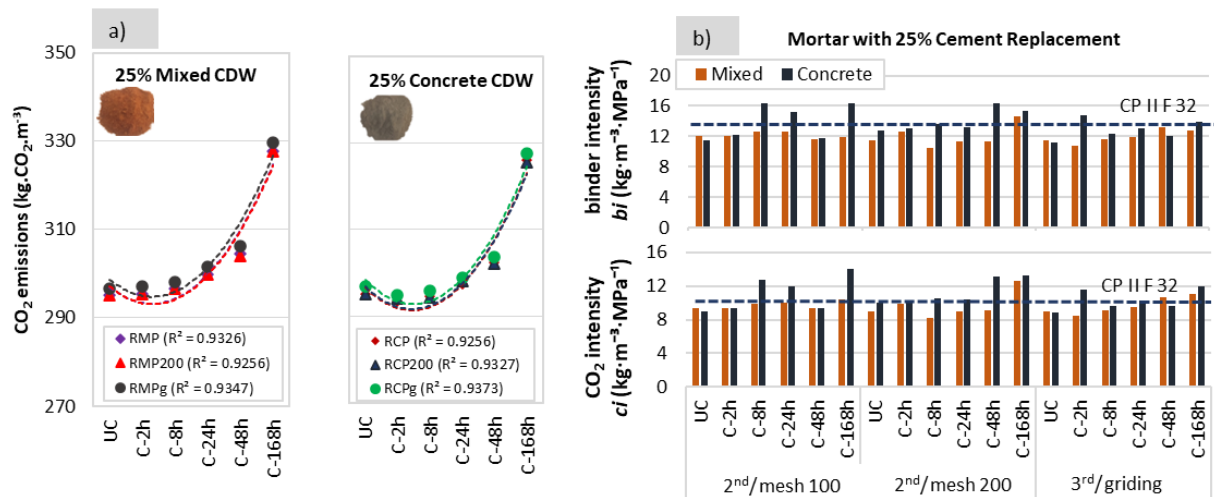 a)
350
330
310
290
270
CO₂ emissions (kg.CO₂·m⁻³)
25% Mixed CDW
RMP (R² = 0.9326)
RMP200 (R² = 0.9256)
RMPg (R² = 0.9347)
UC
C-2h
C-8h
C-24h
C-48h
C-168h
25% Concrete CDW
RCP (R² = 0.9256)
RCP200 (R² = 0.9327)
RCPg (R² = 0.9373)
UC
C-2h
C-8h
C-24h
C-48h
C-168h
b)
Mortar with 25% Cement Replacement
binder intensity
bi (kg·m⁻³·MPa⁻¹)
20
16
12
8
4
0
Mixed
Concrete
CP II F 32
CO₂ intensity
ci (kg·m⁻³·MPa⁻¹)
16
12
8
4
0
CP II F 32
UC
C-2h
C-8h
C-24h
C-48h
C-168h
UC
C-2h
C-8h
C-24h
C-48h
C-168h
UC
C-2h
C-8h
C-24h
C-48h
C-168h
2ⁿᵈ/mesh 100
2ⁿᵈ/mesh 200
3ʳᵈ/griding